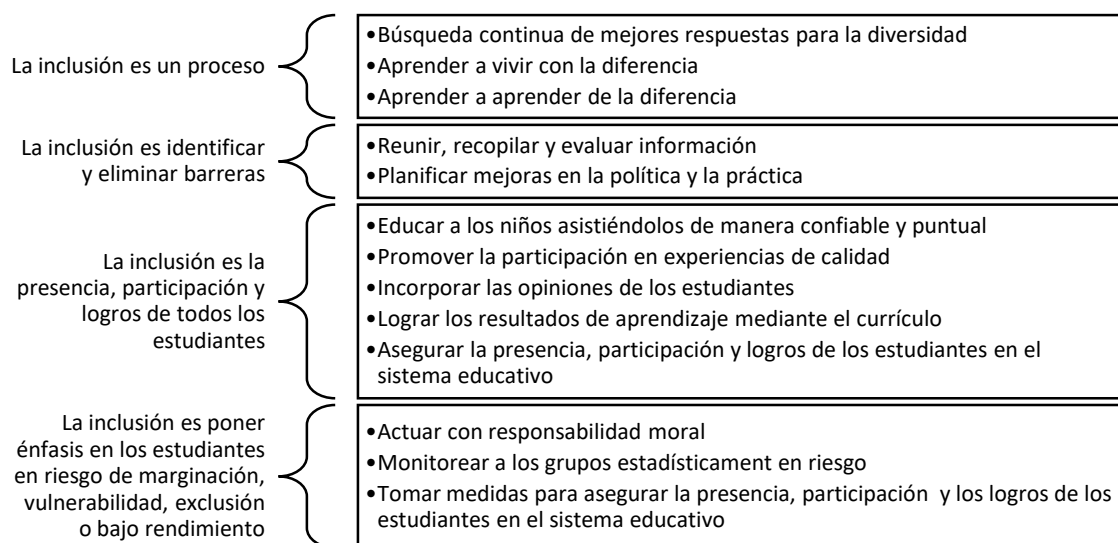 La inclusión es un proceso
•Búsqueda continua de mejores respuestas para la diversidad
•Aprender a vivir con la diferencia
•Aprender a aprender de la diferencia
La inclusión es identificar
y eliminar barreras
•Reunir, recopilar y evaluar información
•Planificar mejoras en la política y la práctica
La inclusión es la
presencia, participación y
logros de todos los
estudiantes
•Educar a los niños asistiéndolos de manera confiable y puntual
•Promover la participación en experiencias de calidad
•Incorporar las opiniones de los estudiantes
•Lograr los resultados de aprendizaje mediante el currículo
•Asegurar la presencia, participación y logros de los estudiantes en el
sistema educativo
La inclusión es poner
énfasis en los estudiantes
en riesgo de marginación,
vulnerabilidad, exclusión
o bajo rendimiento
•Actuar con responsabilidad moral
•Monitorear a los grupos estadísticament en riesgo
•Tomar medidas para asegurar la presencia, participación y los logros de los
estudiantes en el sistema educativo